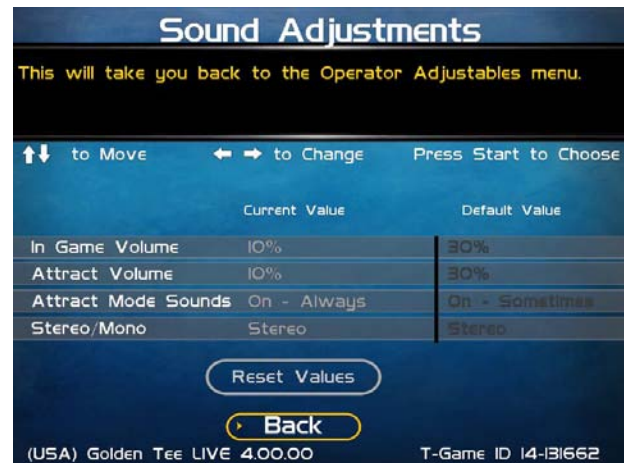 Sound Adjustments
This will take you back to the Operator Adjustables menu.
to Move to Change Press Start to Choose
Current Value Default Value
In Game Volume 10% 30%
Attract Volume 10% 30%
Attract Mode Sounds On - Always On - Sometimes
Stereo/Mono Stereo Stereo
Reset Values
Back
(USA) Golden Tee LIVE 4.00.00 T-Game ID 14-131662